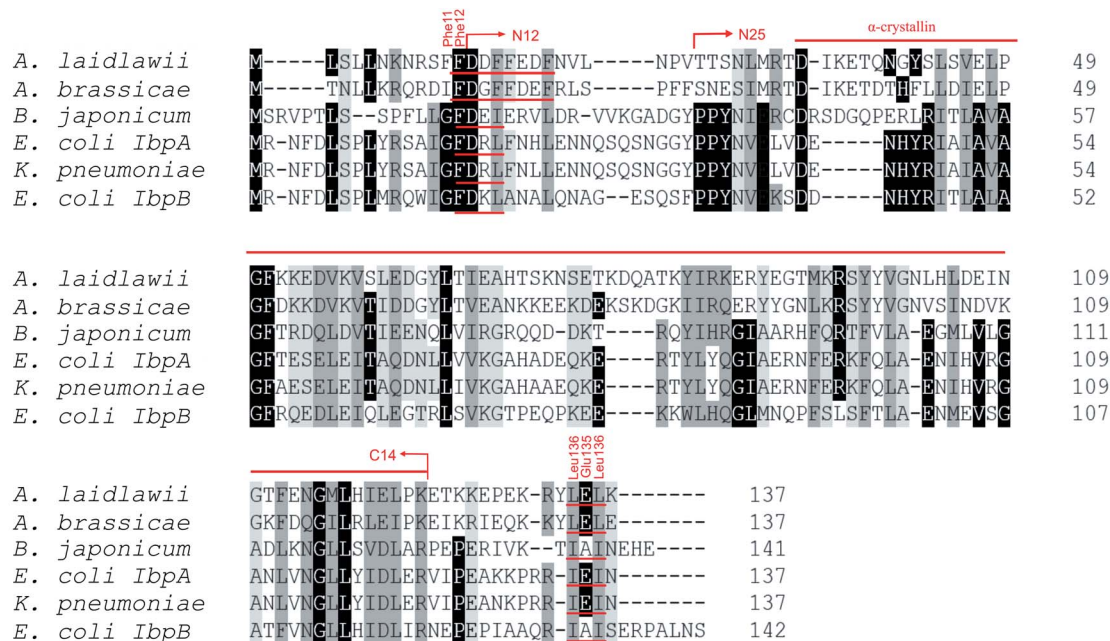 Phe11
Phe12
N12
N25
α-crystallin
A. laidlawii M-----LSLLNKNRSFFDDFFEDFNVL-----NPVTTSNLMRTD-IKETQNGYSLSVELP 49
A. brassicae M-----TNLLKRQRDIFDGFFDEFRLS-----PFFSNESIMRTD-IKETDTHFLLDIELP 49
B. japonicum MSRVPTLS--SPFLLGFDEIERVLDR-VVKGADGYPPYNIERCDRSDGQPERLRITLAVA 57
E. coli IbpA MR-NFDLSPLYRSAIGFDRLFNHLENNQSQSNGGYPPYNVELVDE-----NHYRIAIAVA 54
K. pneumoniae MR-NFDLSPLYRSAIGFDRLFNLLENNQSQSNGGYPPYNVELVDE-----NHYRIAIAVA 54
E. coli IbpB MR-NFDLSPLMRQWIGFDKLANALQNAG--ESQSFPPYNVEKSDD-----NHYRITLALA 52
A. laidlawii GFKKEDVKVSLEDGYLTIEAHTSKNSETKDQATKYIRKERYEGTMKRSYYVGNLHLDEIN 109
A. brassicae GFDKKDVKVTIDDGYLTVEANKKEEKDEKSKDGKIIRQERYYGNLKRSYYVGNVSINDVK 109
B. japonicum GFTRDQLDVTIEENQLVIRGRQQD-DKT----RQYIHRGIAARHFQRTFVLA-EGMLVLG 111
E. coli IbpA GFTESELEITAQDNLLVVKGAHADEQKE----RTYLYQGIAERNFERKFQLA-ENIHVRG 109
K. pneumoniae GFAESELEITAQDNLLIVKGAHAAEQKE----RTYLYQGIAERNFERKFQLA-ENIHVRG 109
E. coli IbpB GFRQEDLEIQLEGTRLSVKGTPEQPKEE----KKWLHQGLMNQPFSLSFTLA-ENMEVSG 107
C14
Leu136
Glu135
Leu136
A. laidlawii GTFENGMLHIELPKETKKEPEK-RYLELK------- 137
A. brassicae GKFDQGILRLEIPKEIKRIEQK-KYLELE------- 137
B. japonicum ADLKNGLLSVDLARPEPERIVK--TIAINEHE---- 141
E. coli IbpA ANLVNGLLYIDLERVIPEAKKPRR-IEIN------- 137
K. pneumoniae ANLVNGLLYIDLERVIPEANKPRR-IEIN------- 137
E. coli IbpB ATFVNGLLYIDLIRNEPEPIAAQR-IAISERPALNS 142